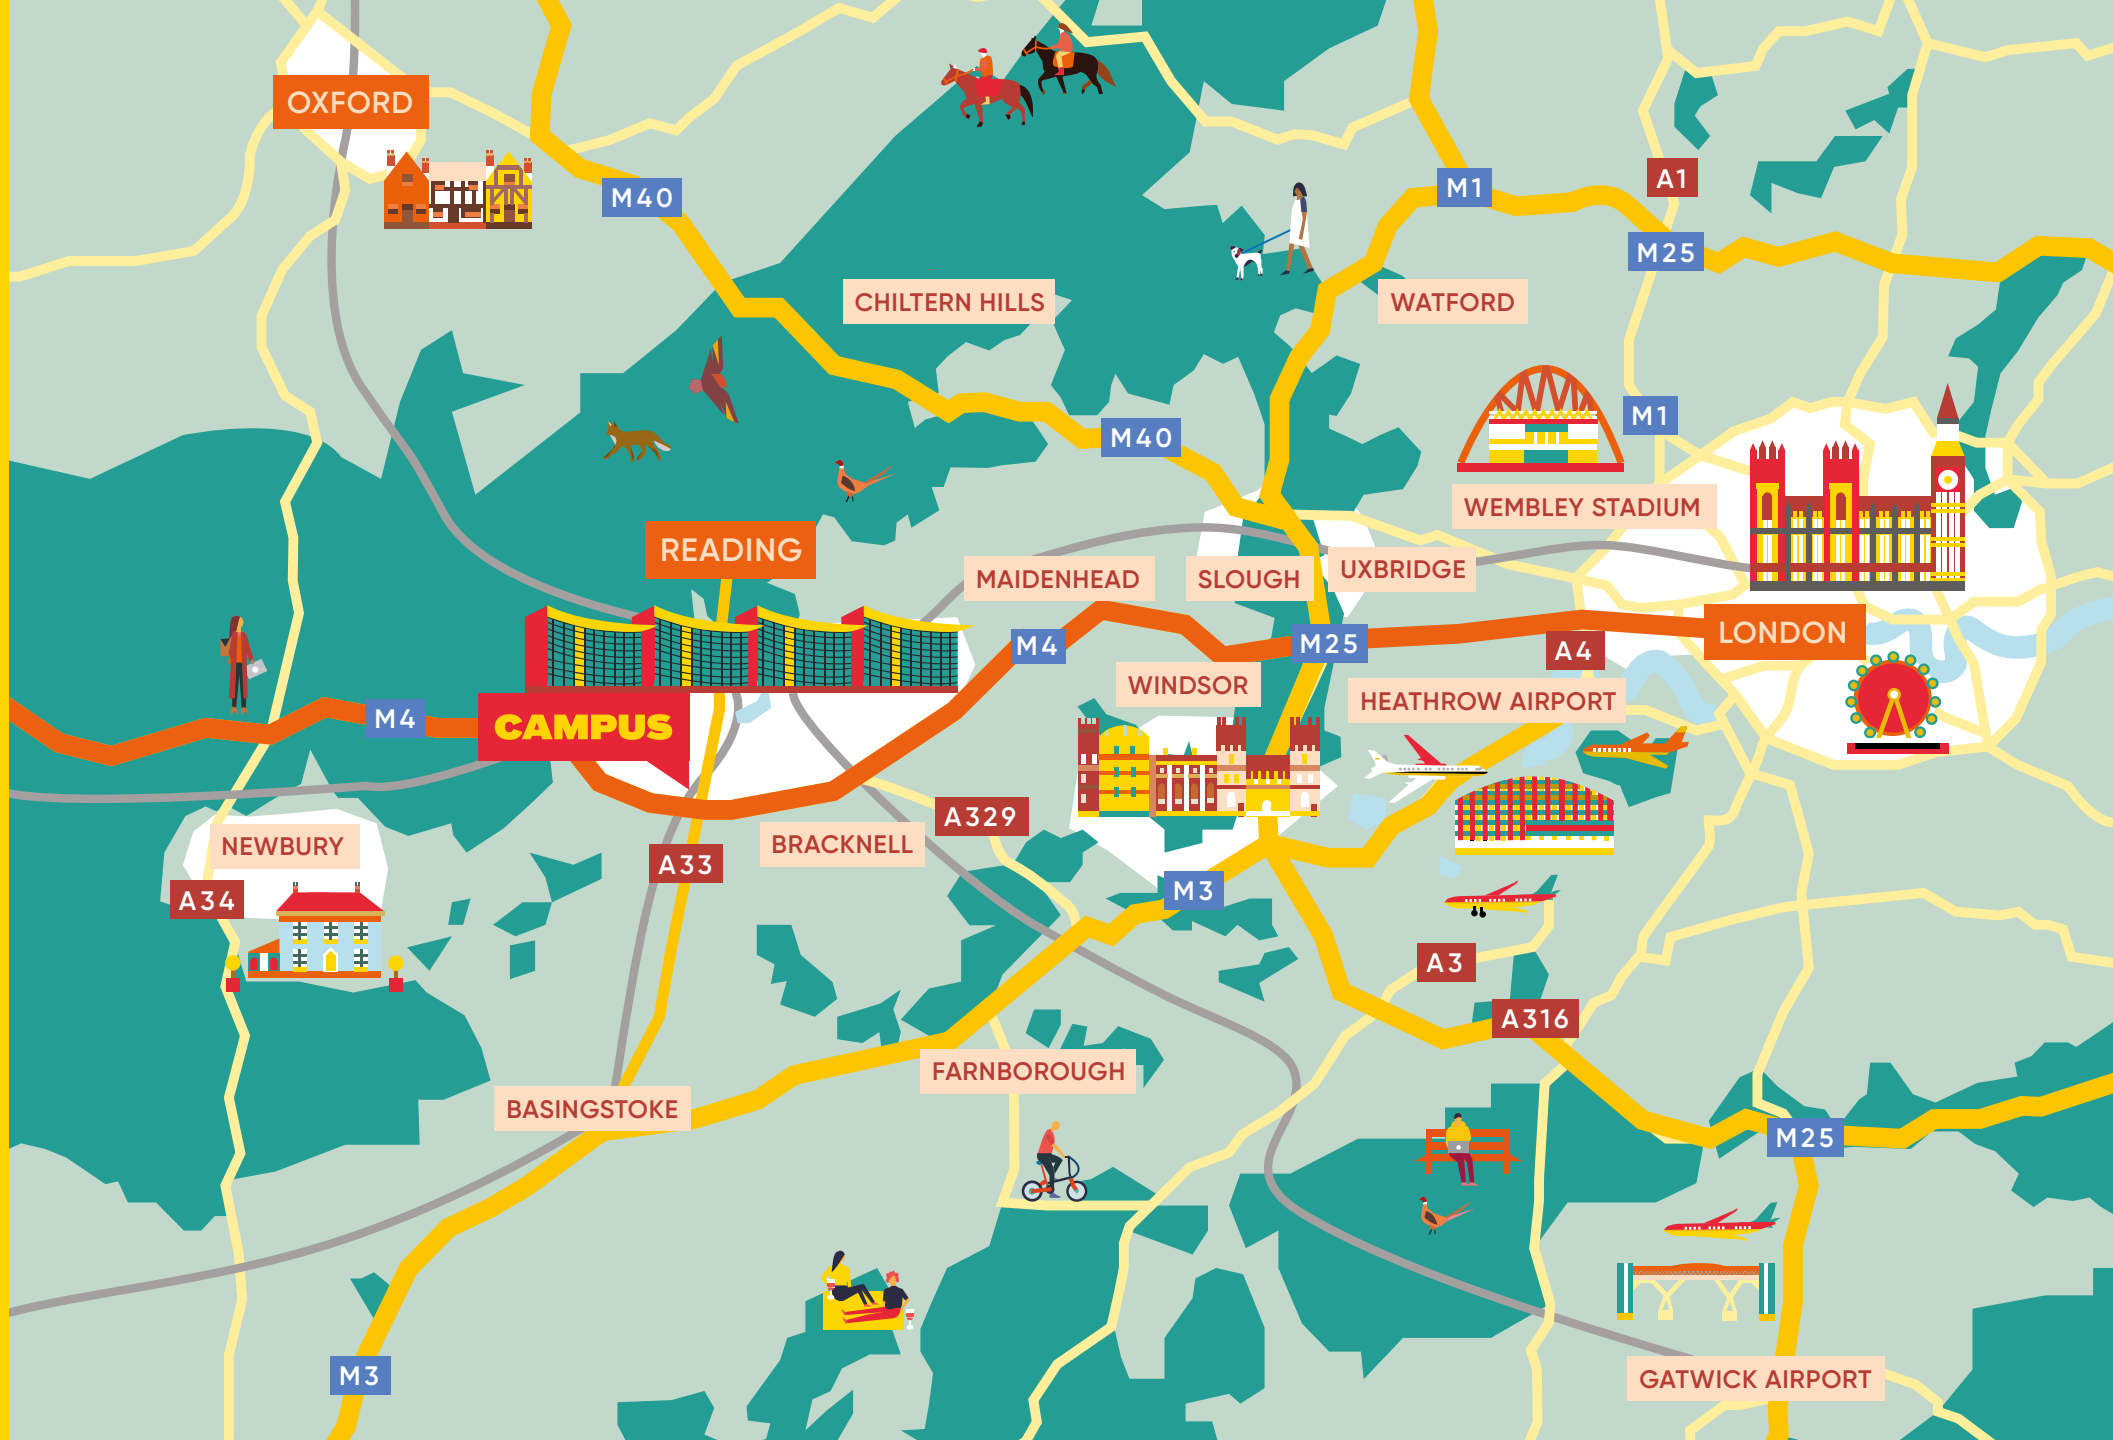 OXFORD
M40
M1
A1
M25
CHILTERN HILLS
WATFORD
M1
M40
WEMBLEY STADIUM
READING
MAIDENHEAD
SLOUGH
UXBRIDGE
LONDON
M4
M25
A4
WINDSOR
HEATHROW AIRPORT
M4
CAMPUS
A329
NEWBURY
BRACKNELL
A33
A34
M3
A3
A316
FARNBOROUGH
BASINGSTOKE
M25
M3
GATWICK AIRPORT